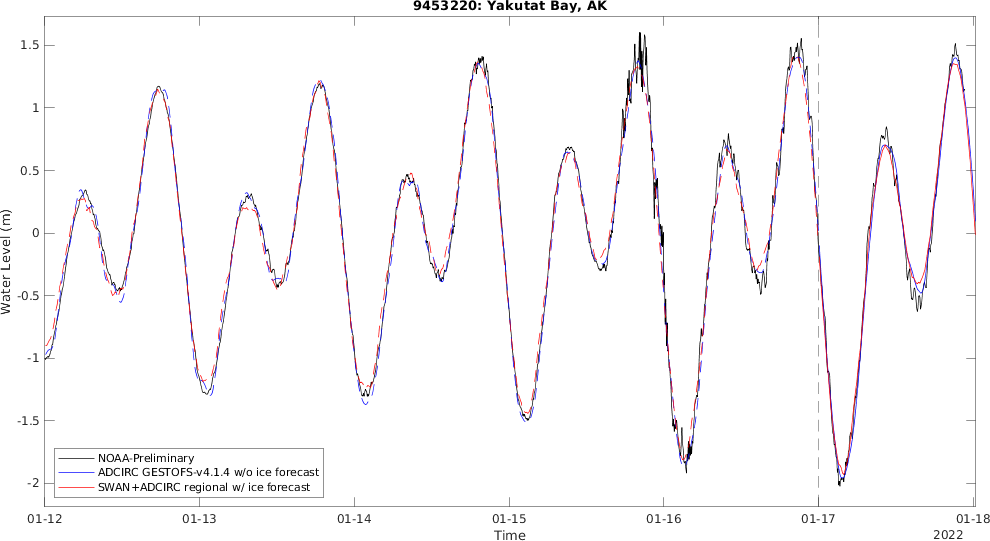 9453220: Yakutat Bay, AK
Water Level (m)
1.5
1
0.5
0
-0.5
-1
-1.5
-2
NOAA-Preliminary
ADCIRC GESTOFS-v4.1.4 w/o ice forecast
SWAN+ADCIRC regional w/ ice forecast
01-12 01-13 01-14 01-15 01-16 01-17 01-18
Time
2022